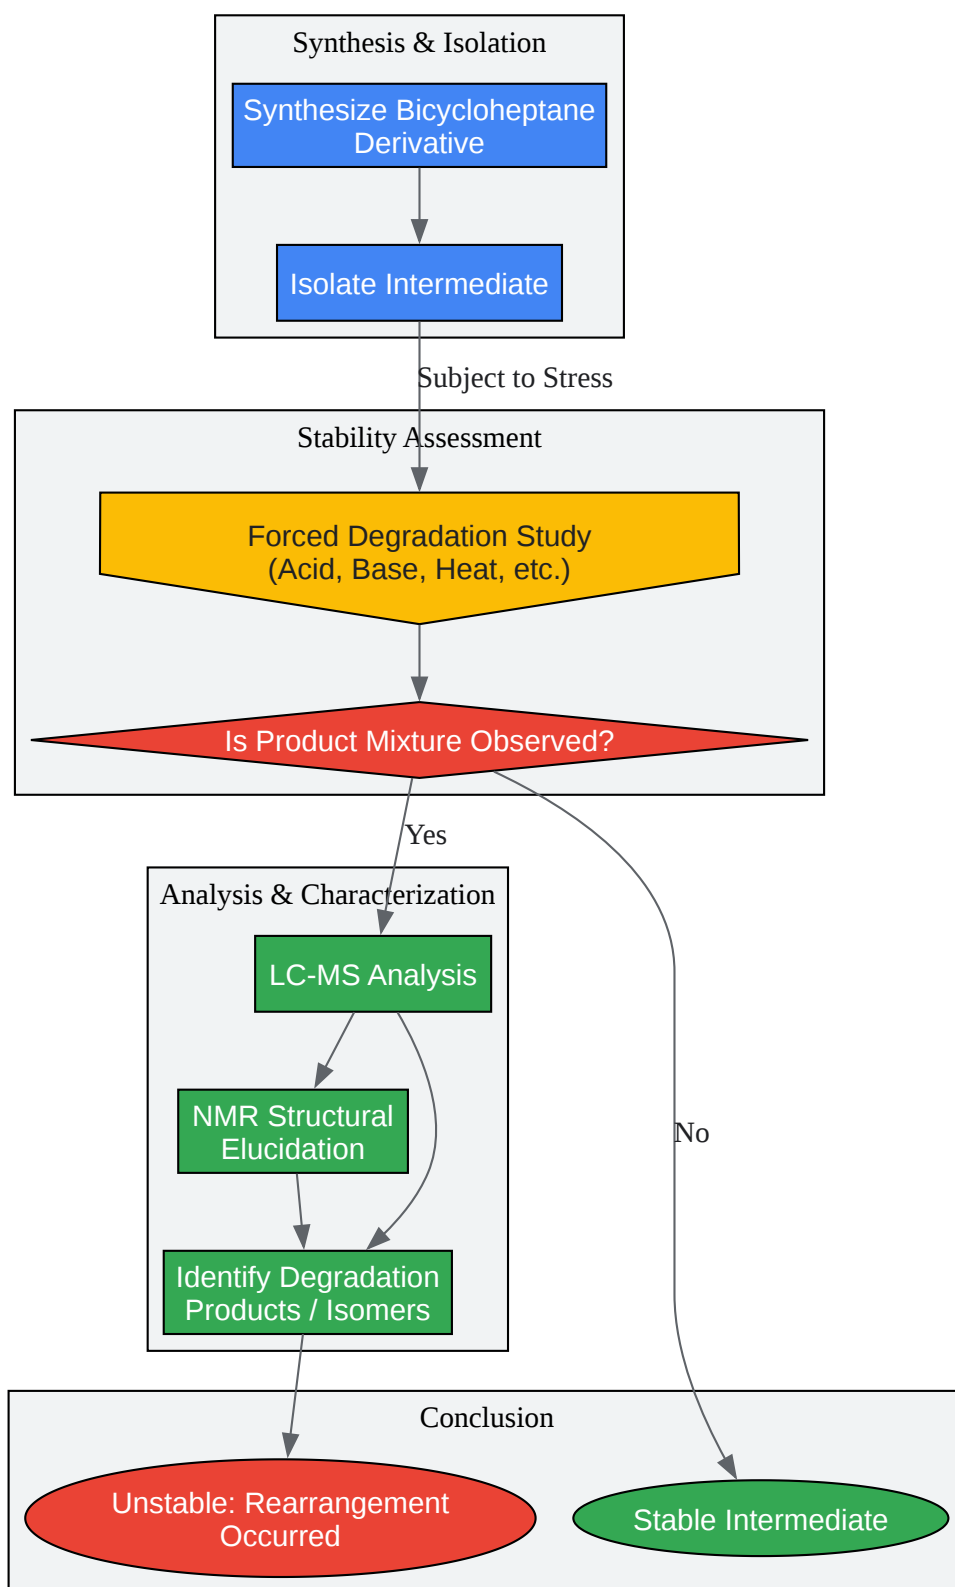 Synthesis & Isolation
Synthesize Bicycloheptane
Derivative
Isolate Intermediate
Subject to Stress
Stability Assessment
Forced Degradation Study
(Acid, Base, Heat, etc.)
Is Product Mixture Observed?
Yes
Analysis & Characterization
LC-MS Analysis
NMR Structural
Elucidation
No
Identify Degradation
Products / Isomers
Conclusion
Unstable: Rearrangement
Occurred
Stable Intermediate